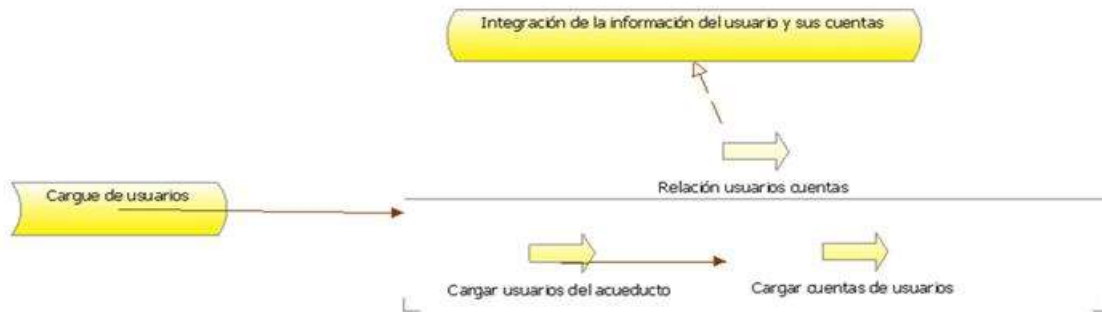 Integración de la información del usuario y sus cuentas
Relación usuarios cuentas
Cargue de usuarios
Cargar usuarios del acueducto
Cargar cuentas de usuarios